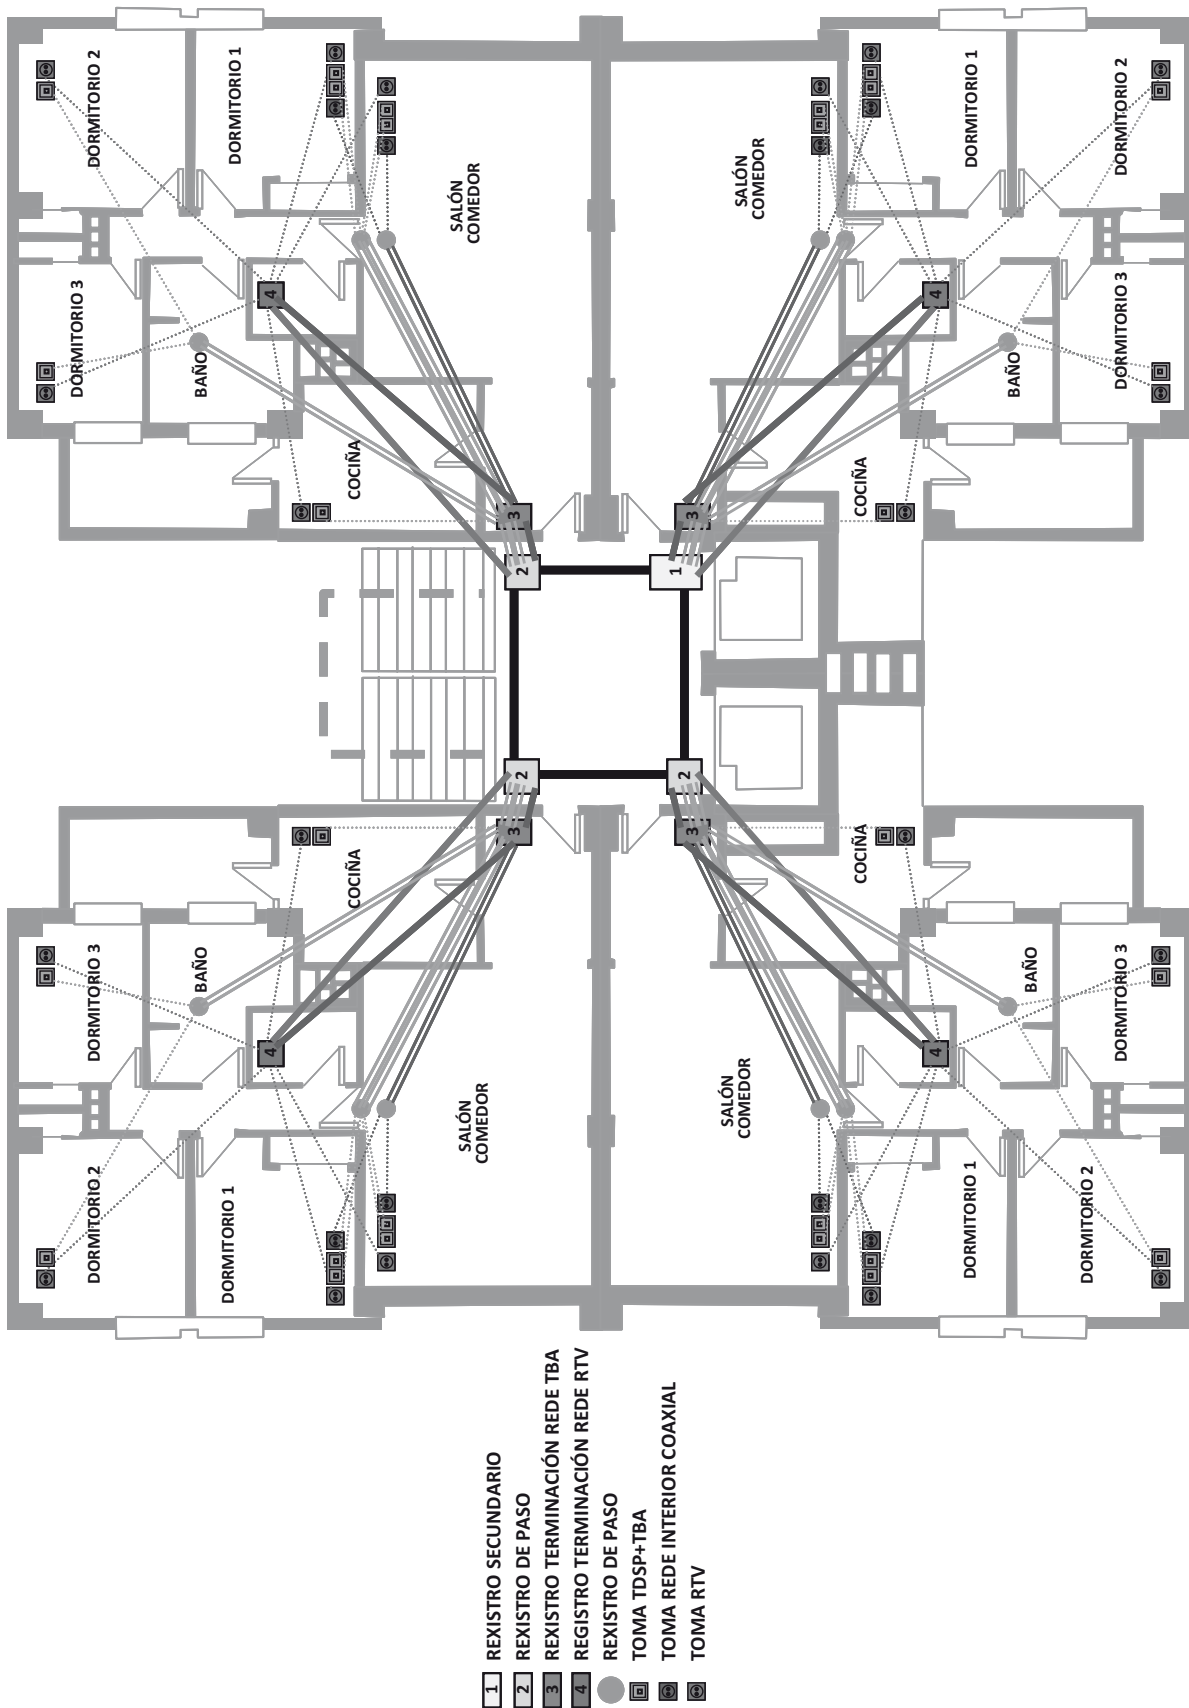 DORMITORIO 2
DORMITORIO 3
DORMITORIO 1
BAÑO
4
COCIÑA
SALÓN
COMEDOR
3
2
DORMITORIO 3
DORMITORIO 2
BAÑO
DORMITORIO 1
4
COCIÑA
SALÓN
COMEDOR
2
3
3
2
SALÓN
COMEDOR
COCIÑA
4
DORMITORIO 1
BAÑO
DORMITORIO 2
DORMITORIO 3
1
3
SALÓN
COMEDOR
COCIÑA
4
DORMITORIO 1
BAÑO
DORMITORIO 3
DORMITORIO 2
1 REXISTRO SECUNDARIO
2 REXISTRO DE PASO
3 REXISTRO TERMINACIÓN REDE TBA
4 REGISTRO TERMINACIÓN REDE RTV
REXISTRO DE PASO
TOMA TDSP+TBA
TOMA REDE INTERIOR COAXIAL
TOMA RTV